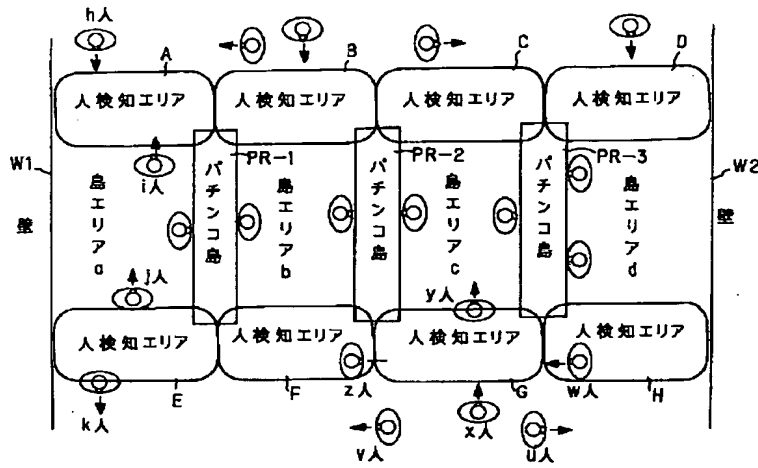 h人
A
B
C
D
人検知エリア
人検知エリア
人検知エリア
人検知エリア
W1
壁
i人
島エリアa
PR-1
パチンコ島
島エリアb
PR-2
パチンコ島
島エリアc
PR-3
パチンコ島
島エリアd
W2
壁
j人
y人
人検知エリア
人検知エリア
人検知エリア
人検知エリア
k人
E
F
z人
G
x人
w人
H
v人
u人